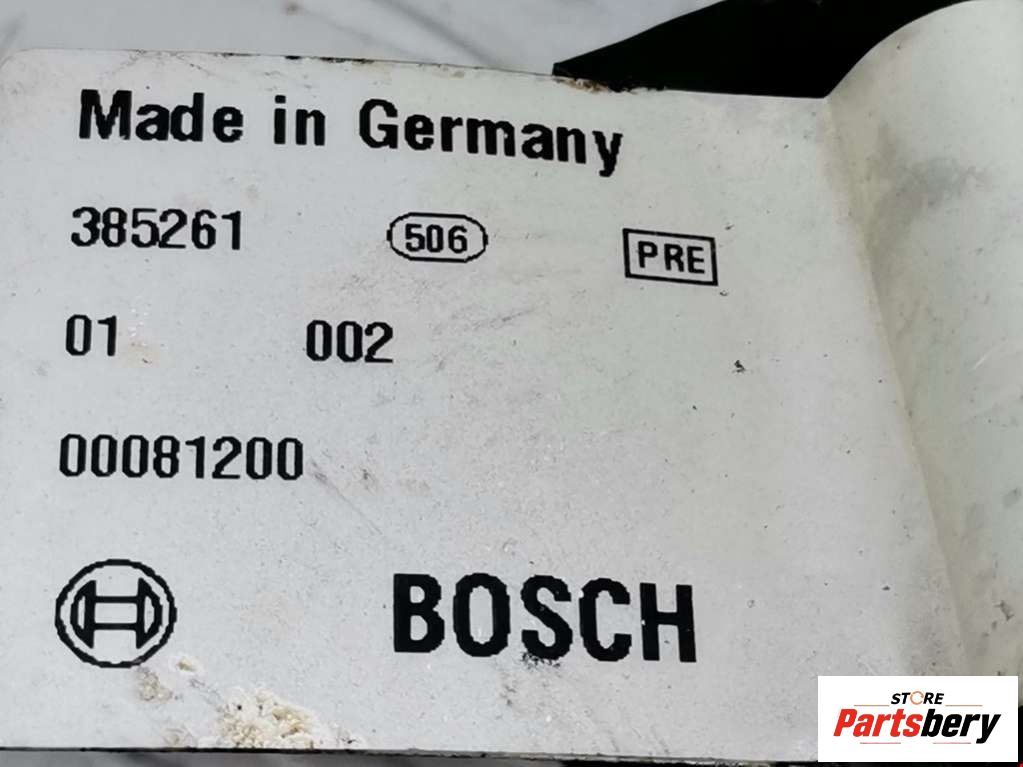 Made in Germany
385261 506 PRE
01 002
00081200
BOSCH
STORE
Partsbery